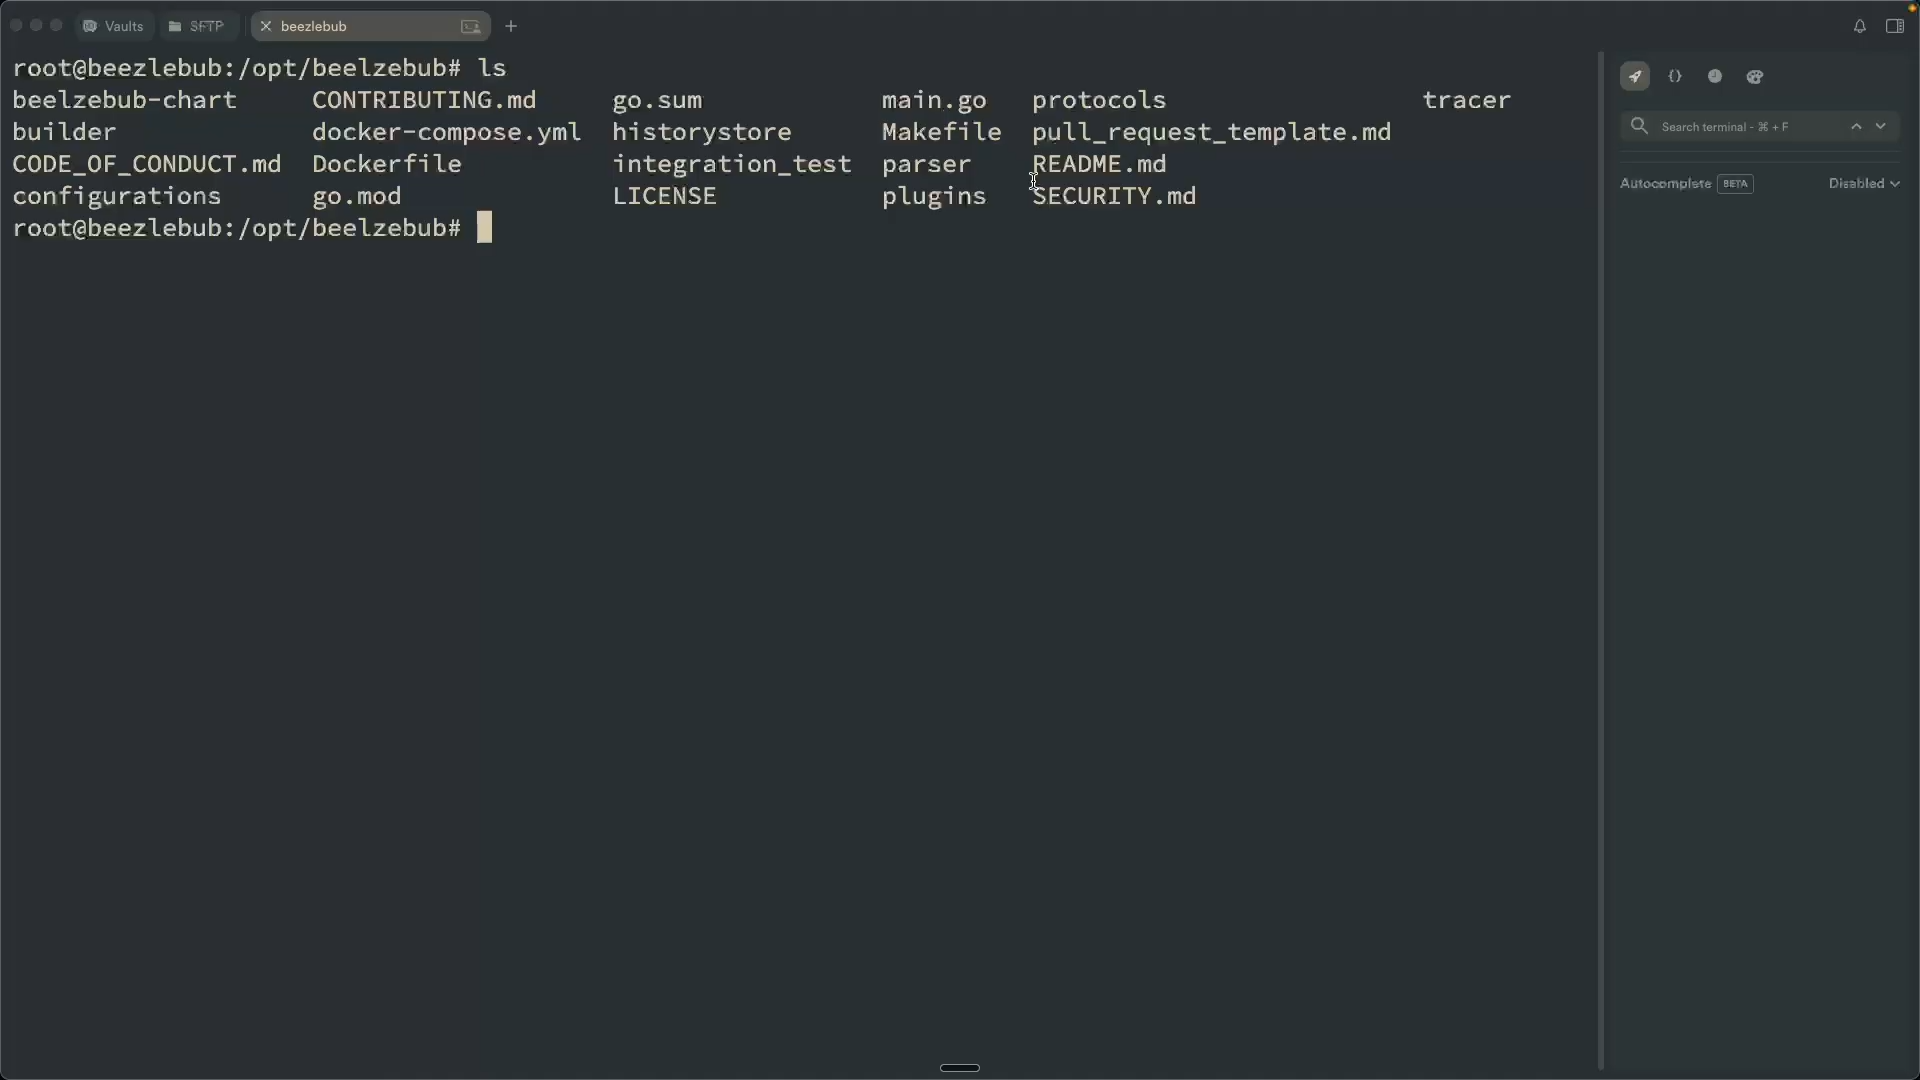 Vaults SFTP beezlebub
root@beezlebub:/opt/beelzebub# ls
beelzebub-chart CONTRIBUTING.md go.sum main.go protocols tracer
builder docker-compose.yml historystore Makefile pull_request_template.md
CODE_OF_CONDUCT.md Dockerfile integration_test parser README.md
configurations go.mod LICENSE plugins SECURITY.md
root@beezlebub:/opt/beelzebub#
{}
Search terminal - ⌘ + F
Autocomplete BETA Disabled